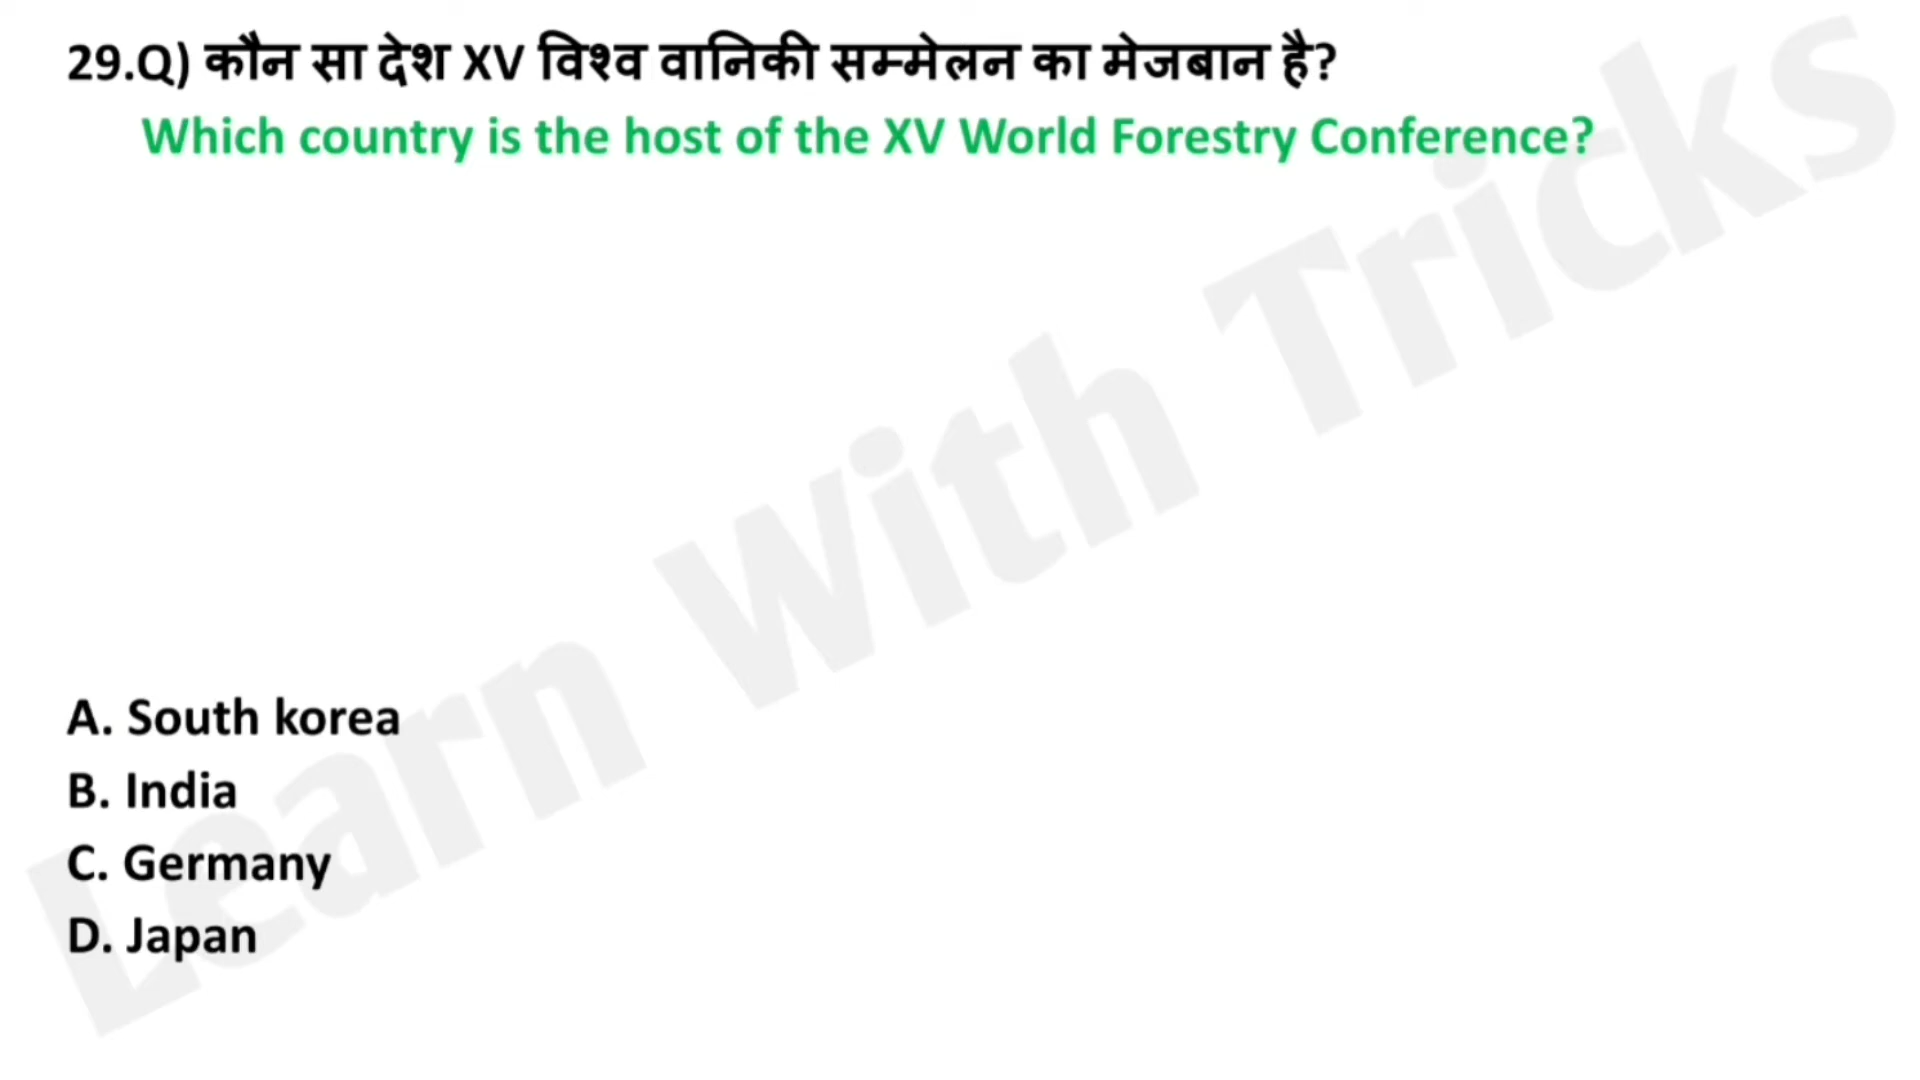 29.Q) कौन सा देश XV विश्व वानिकी सम्मेलन का मेजबान है?
Which country is the host of the XV World Forestry Conference?
Learn With Tricks
A. South korea
B. India
C. Germany
D. Japan